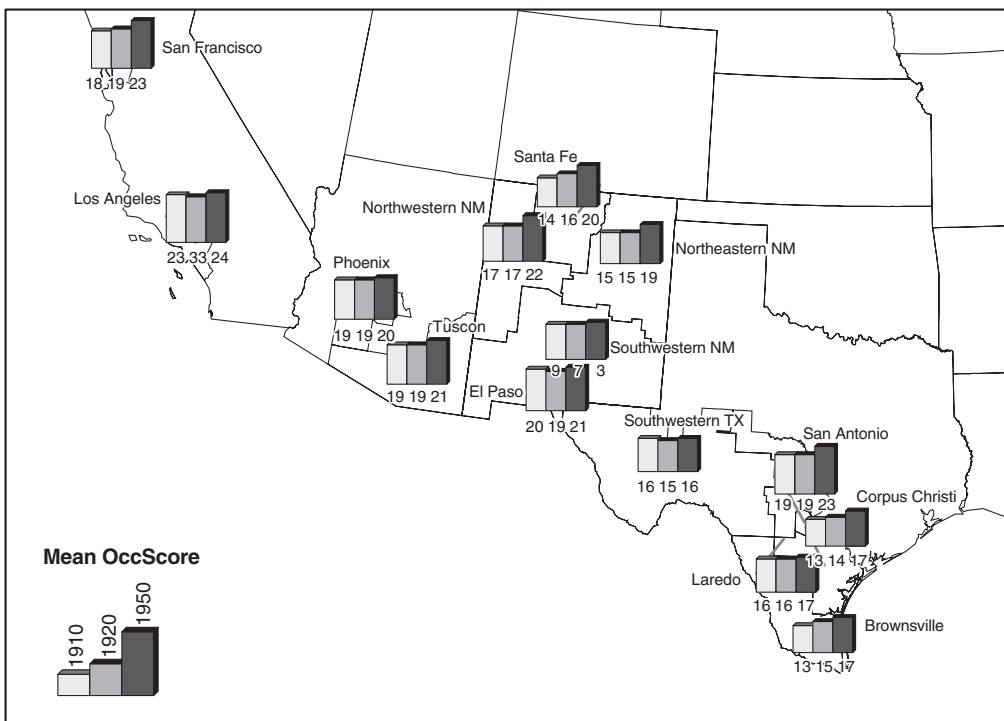 San Francisco
18 19 23
Santa Fe
14 16 20
Los Angeles
23 33 24
Northwestern NM
17 17 22
Northeastern NM
15 15 19
Phoenix
19 19 20
Tuscon
19 19 21
Southwestern NM
9 7 3
El Paso
20 19 21
Southwestern TX
16 15 16
San Antonio
19 19 23
Corpus Christi
13 14 17
Laredo
16 16 17
Brownsville
13 15 17
Mean OccScore
1910
1920
1950